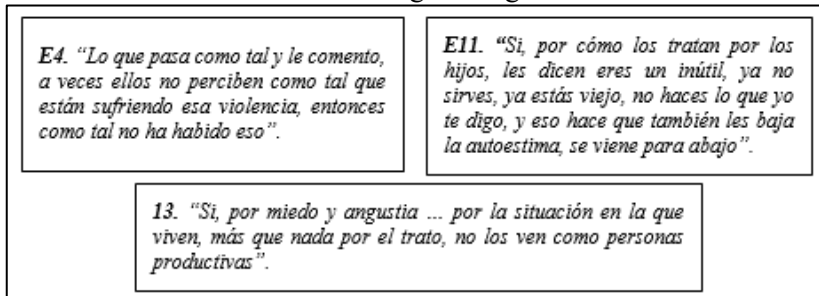 E4. “Lo que pasa como tal y le comento,
a veces ellos no perciben como tal que
están sufriendo esa violencia, entonces
como tal no ha habido eso”.
E11. “Si, por cómo los tratan por los
hijos, les dicen eres un inútil, ya no
sirves, ya estás viejo, no haces lo que yo
te digo, y eso hace que también les baja
la autoestima, se viene para abajo”.
13. “Si, por miedo y angustia ... por la situación en la que
viven, más que nada por el trato, no los ven como personas
productivas”.